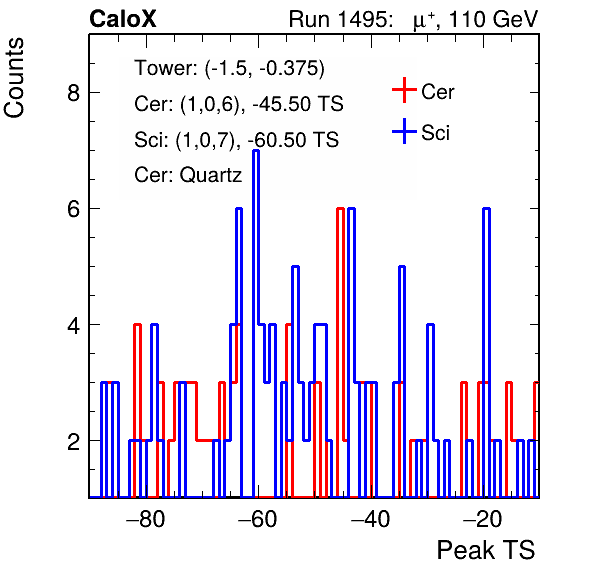 CaloX Run 1495: μ⁺, 110 GeV
Counts
Tower: (-1.5, -0.375)
Cer: (1,0,6), -45.50 TS
Sci: (1,0,7), -60.50 TS
Cer: Quartz
Cer
Sci
8
6
4
2
−80 −60 −40 −20
Peak TS